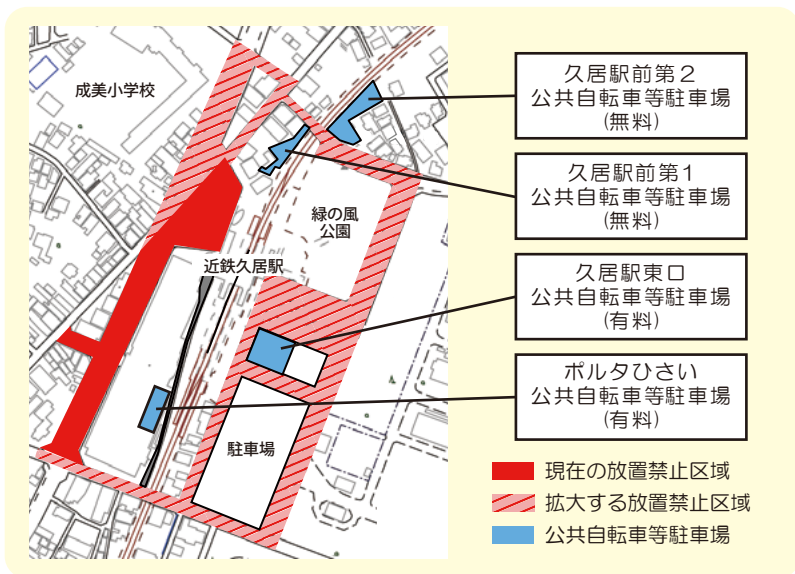 成美小学校
緑の風
公園
近鉄久居駅
駐車場
久居駅前第2
公共自転車等駐車場
(無料)
久居駅前第1
公共自転車等駐車場
(無料)
久居駅東口
公共自転車等駐車場
(有料)
ポルタひさい
公共自転車等駐車場
(有料)
現在の放置禁止区域
拡大する放置禁止区域
公共自転車等駐車場